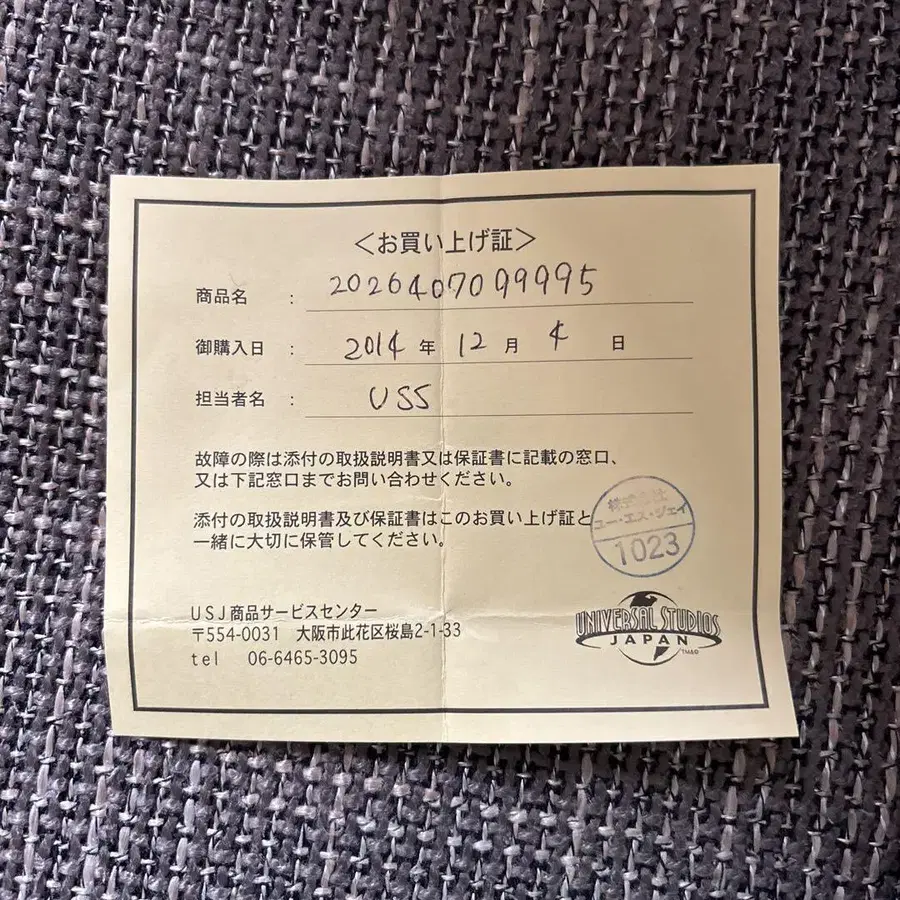 ＜お買い上げ証＞
商品名 : 2026407099995
御購入日 : 2014 年 12 月 4 日
担当者名 : USS
故障の際は添付の取扱説明書又は保証書に記載の窓口、
又は下記窓口までお問い合わせください。
添付の取扱説明書及び保証書はこのお買い上げ証と
一緒に大切に保管してください。
株式会社
ユー・エス・ジェイ
1023
USJ商品サービスセンター
〒554-0031 大阪市此花区桜島2-1-33
tel 06-6465-3095
UNIVERSAL STUDIOS
JAPAN
TM&©